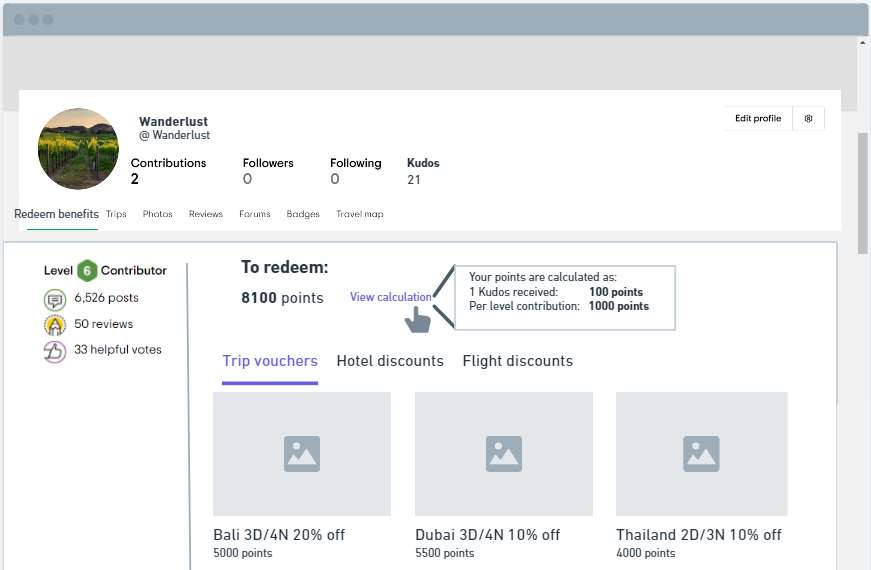 Wanderlust
@ Wanderlust
Edit profile
Contributions Followers Following Kudos
2 0 0 21
Redeem benefits Trips Photos Reviews Forums Badges Travel map
Level 6 Contributor
6,526 posts
50 reviews
33 helpful votes
To redeem:
8100 points View calculation
Your points are calculated as:
1 Kudos received: 100 points
Per level contribution: 1000 points
Trip vouchers Hotel discounts Flight discounts
Bali 3D/4N 20% off
5000 points
Dubai 3D/4N 10% off
5500 points
Thailand 2D/3N 10% off
4000 points